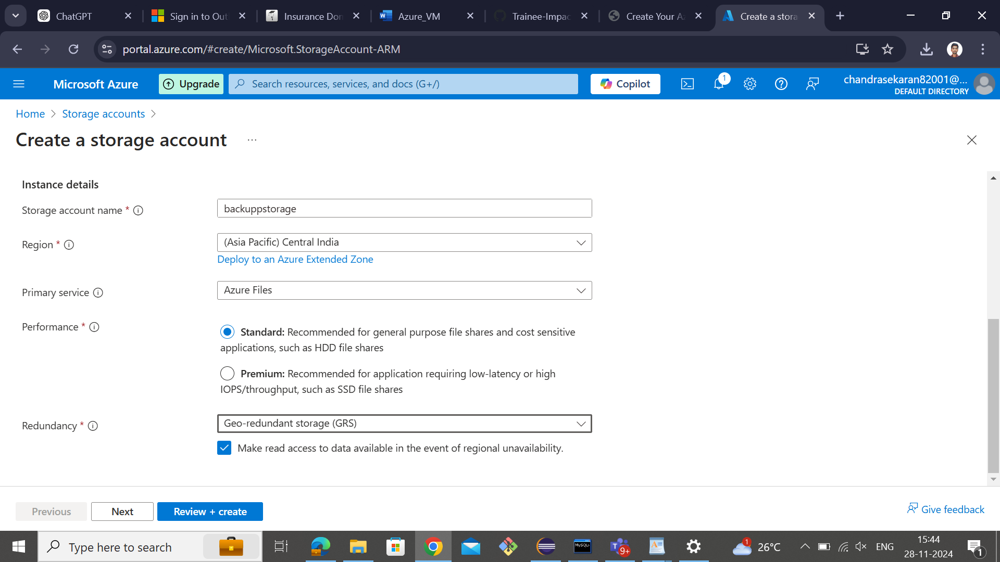 ChatGPT
Sign in to Out
Insurance Don
Azure_VM
Trainee-Impac
Create Your A
Create a stora
portal.azure.com/#create/Microsoft.StorageAccount-ARM
Microsoft Azure
Upgrade
Search resources, services, and docs (G+/)
Copilot
1
chandrasekaran82001@...
DEFAULT DIRECTORY
Home > Storage accounts >
Create a storage account ...
Instance details
Storage account name *
backuppstorage
Region *
(Asia Pacific) Central India
Deploy to an Azure Extended Zone
Primary service
Azure Files
Performance *
Standard: Recommended for general purpose file shares and cost sensitive
applications, such as HDD file shares
Premium: Recommended for application requiring low-latency or high
IOPS/throughput, such as SSD file shares
Redundancy *
Geo-redundant storage (GRS)
Make read access to data available in the event of regional unavailability.
Previous
Next
Review + create
Give feedback
Type here to search
MySQL
9+
1
26°C
ENG
15:44
28-11-2024
1